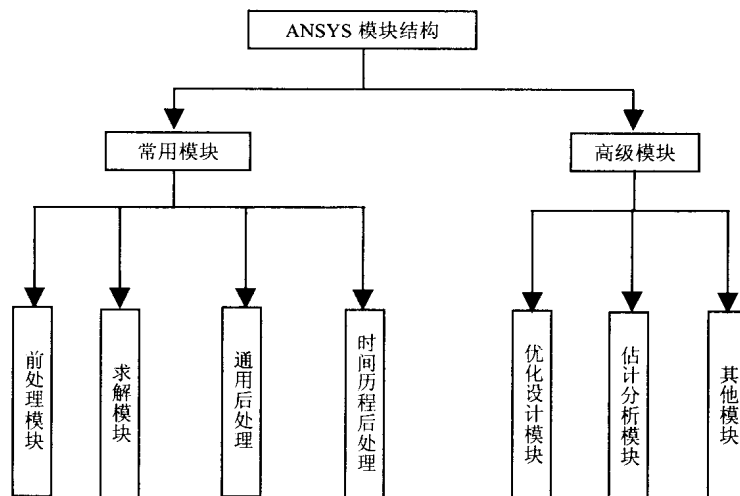 ANSYS 模块结构
常用模块
高级模块
前处理模块
求解模块
通用后处理
时间历程后处理
优化设计模块
估计分析模块
其他模块